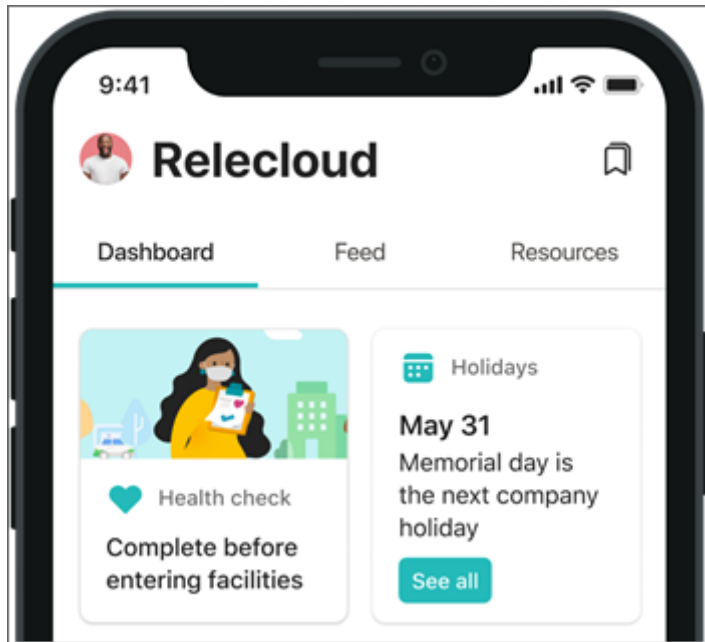 9:41
Relecloud
Dashboard Feed Resources
Health check
Complete before
entering facilities
Holidays
May 31
Memorial day is
the next company
holiday
See all